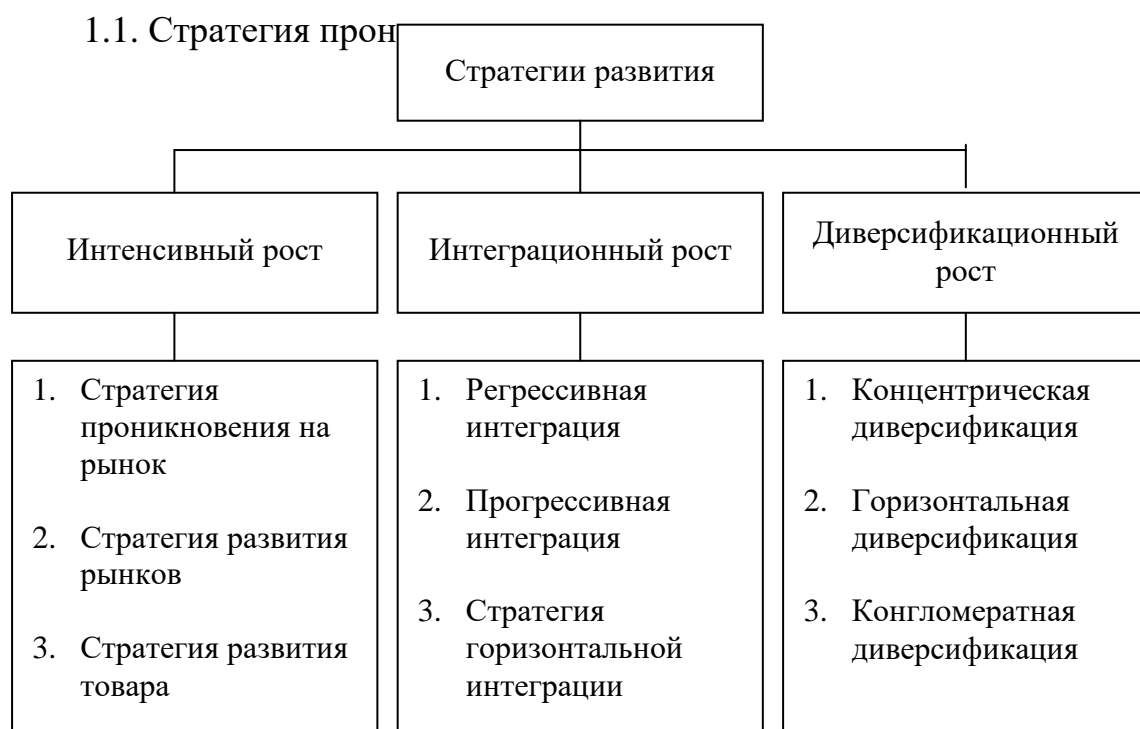 1.1. Стратегия прон
Стратегии развития
Интенсивный рост
Интеграционный рост
Диверсификационный
рост
1. Стратегия
проникновения на
рынок
2. Стратегия развития
рынков
3. Стратегия развития
товара
1. Регрессивная
интеграция
2. Прогрессивная
интеграция
3. Стратегия
горизонтальной
интеграции
1. Концентрическая
диверсификация
2. Горизонтальная
диверсификация
3. Конгломератная
диверсификация